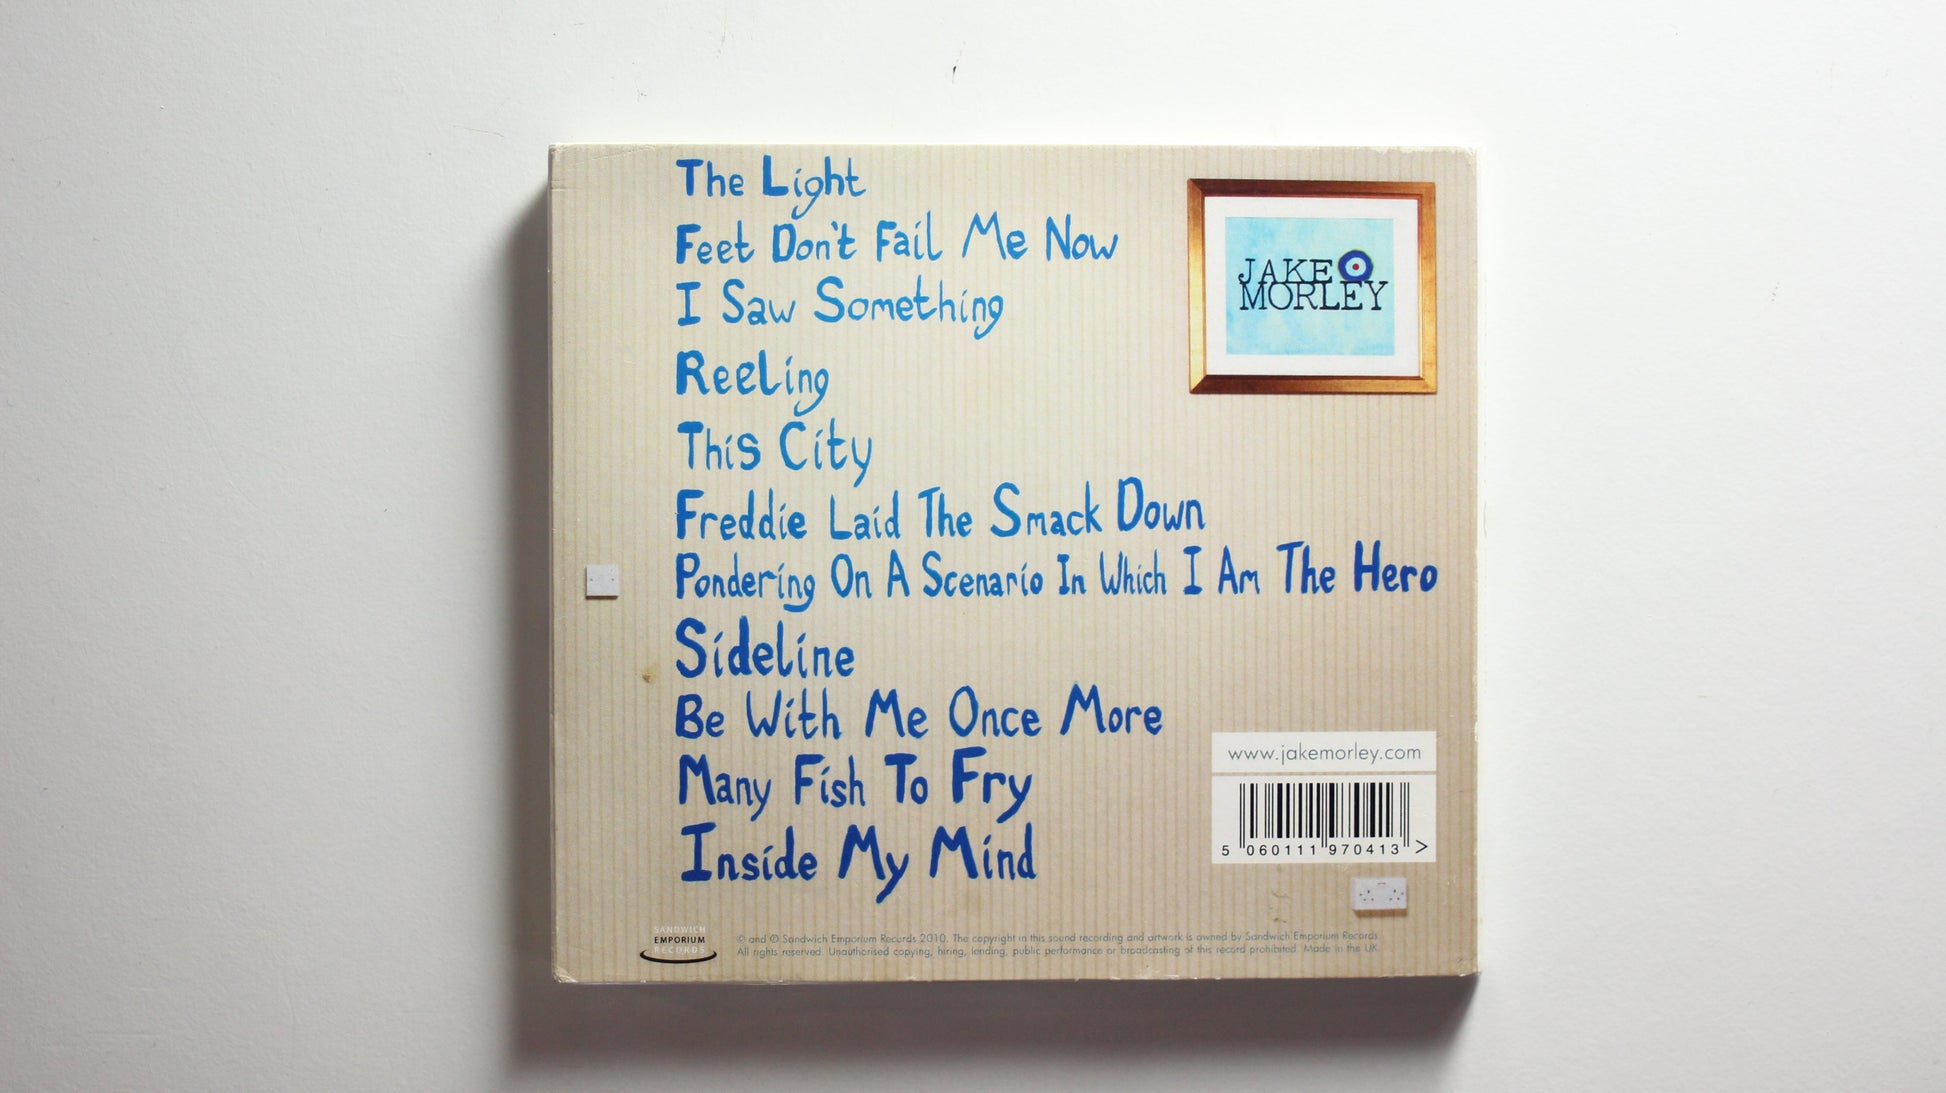 The Light
Feet Don't Fail Me Now
I Saw Something
Reeling
This City
Freddie Laid The Smack Down
Pondering On A Scenario In Which I Am The Hero
Sideline
Be With Me Once More
Many Fish To Fry
Inside My Mind
JAKE
MORLEY
www.jakemorley.com
5 060111 970413 >
SANDWICH
EMPORIUM
RECORDS
© and ℗ Sandwich Emporium Records 2010. The copyright in this sound recording and artwork is owned by Sandwich Emporium Records
All rights reserved. Unauthorised copying, hiring, lending, public performance or broadcasting of this record prohibited. Made in the UK.